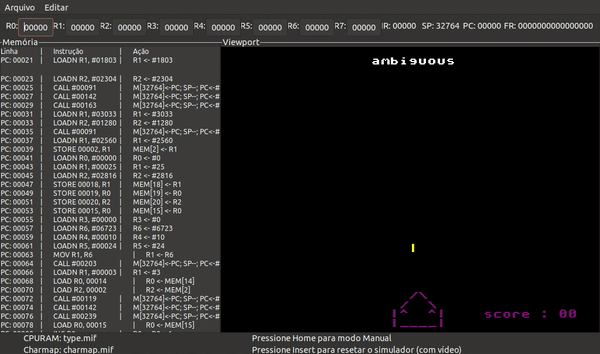 Arquivo Editar
R0: 00000 R1: 00000 R2: 00000 R3: 00000 R4: 00000 R5: 00000 R6: 00000 R7: 00000 IR: 00000 SP: 32764 PC: 00000 FR: 0000000000000000
Memória Viewport
Linha | Instrução | Ação
PC: 00021 | LOADN R1, #01803 | R1 <- #1803
PC: 00023 | LOADN R2, #02304 | R2 <- #2304
PC: 00025 | CALL #00091 | M[32764]<-PC; SP--; PC<-#
PC: 00027 | CALL #00142 | M[32764]<-PC; SP--; PC<-#
PC: 00029 | CALL #00163 | M[32764]<-PC; SP--; PC<-#
PC: 00031 | LOADN R1, #03033 | R1 <- #3033
PC: 00033 | LOADN R2, #01280 | R2 <- #1280
PC: 00035 | CALL #00091 | M[32764]<-PC; SP--; PC<-#
PC: 00037 | LOADN R1, #02560 | R1 <- #2560
PC: 00039 | STORE 00002, R1 | MEM[2] <- R1
PC: 00041 | LOADN R0, #00000 | R0 <- #0
PC: 00043 | LOADN R1, #00025 | R1 <- #25
PC: 00045 | LOADN R2, #02816 | R2 <- #2816
PC: 00047 | STORE 00018, R1 | MEM[18] <- R1
PC: 00049 | STORE 00019, R0 | MEM[19] <- R0
PC: 00051 | STORE 00020, R2 | MEM[20] <- R2
PC: 00053 | STORE 00015, R0 | MEM[15] <- R0
PC: 00055 | LOADN R3, #00000 | R3 <- #0
PC: 00057 | LOADN R6, #06723 | R6 <- #6723
PC: 00059 | LOADN R4, #00010 | R4 <- #10
PC: 00061 | LOADN R5, #00024 | R5 <- #24
PC: 00063 | MOV R1, R6 | R1 <- R6
PC: 00064 | CALL #00203 | M[32764]<-PC; SP--; PC<-#
PC: 00066 | LOADN R1, #00003 | R1 <- #3
PC: 00068 | LOAD R0, 00014 | R0 <- MEM[14]
PC: 00070 | LOAD R2, 00002 | R2 <- MEM[2]
PC: 00072 | CALL #00119 | M[32764]<-PC; SP--; PC<-#
PC: 00074 | CALL #00142 | M[32764]<-PC; SP--; PC<-#
PC: 00076 | CALL #00239 | M[32764]<-PC; SP--; PC<-#
PC: 00078 | LOAD R0, 00015 | R0 <- MEM[15]
ambiguous
score : 00
CPURAM: type.mif Pressione Home para modo Manual
Charmap: charmap.mif Pressione Insert para resetar o simulador (com video)